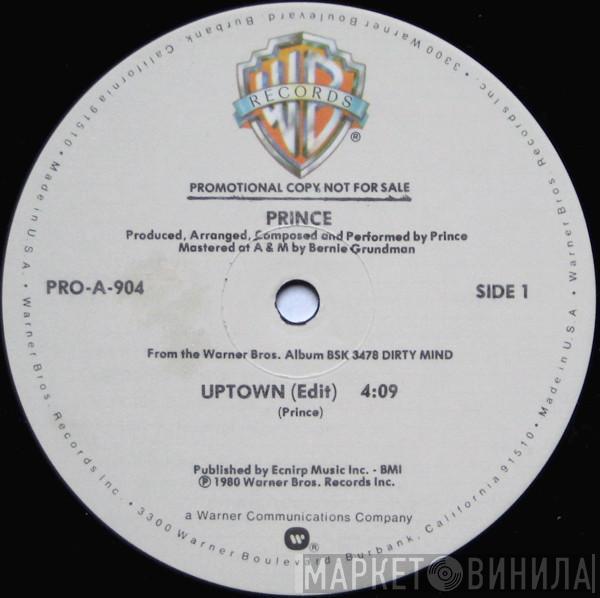 3300 Warner Boulevard, Burbank, California 91510 • Made in U.S.A. • Warner Bros. Records Inc. • 3300 Warner Boulevard, Burbank, California 91510 • Made in U.S.A. • Warner Bros. Records Inc. •
WB
RECORDS
®
PROMOTIONAL COPY, NOT FOR SALE
PRINCE
Produced, Arranged, Composed and Performed by Prince
Mastered at A & M by Bernie Grundman
PRO-A-904
SIDE 1
From the Warner Bros. Album BSK 3478 DIRTY MIND
UPTOWN (Edit) 4:09
(Prince)
Published by Ecnirp Music Inc. - BMI
℗ 1980 Warner Bros. Records Inc.
a Warner Communications Company
®
МАРКЕТ ВИНИЛА